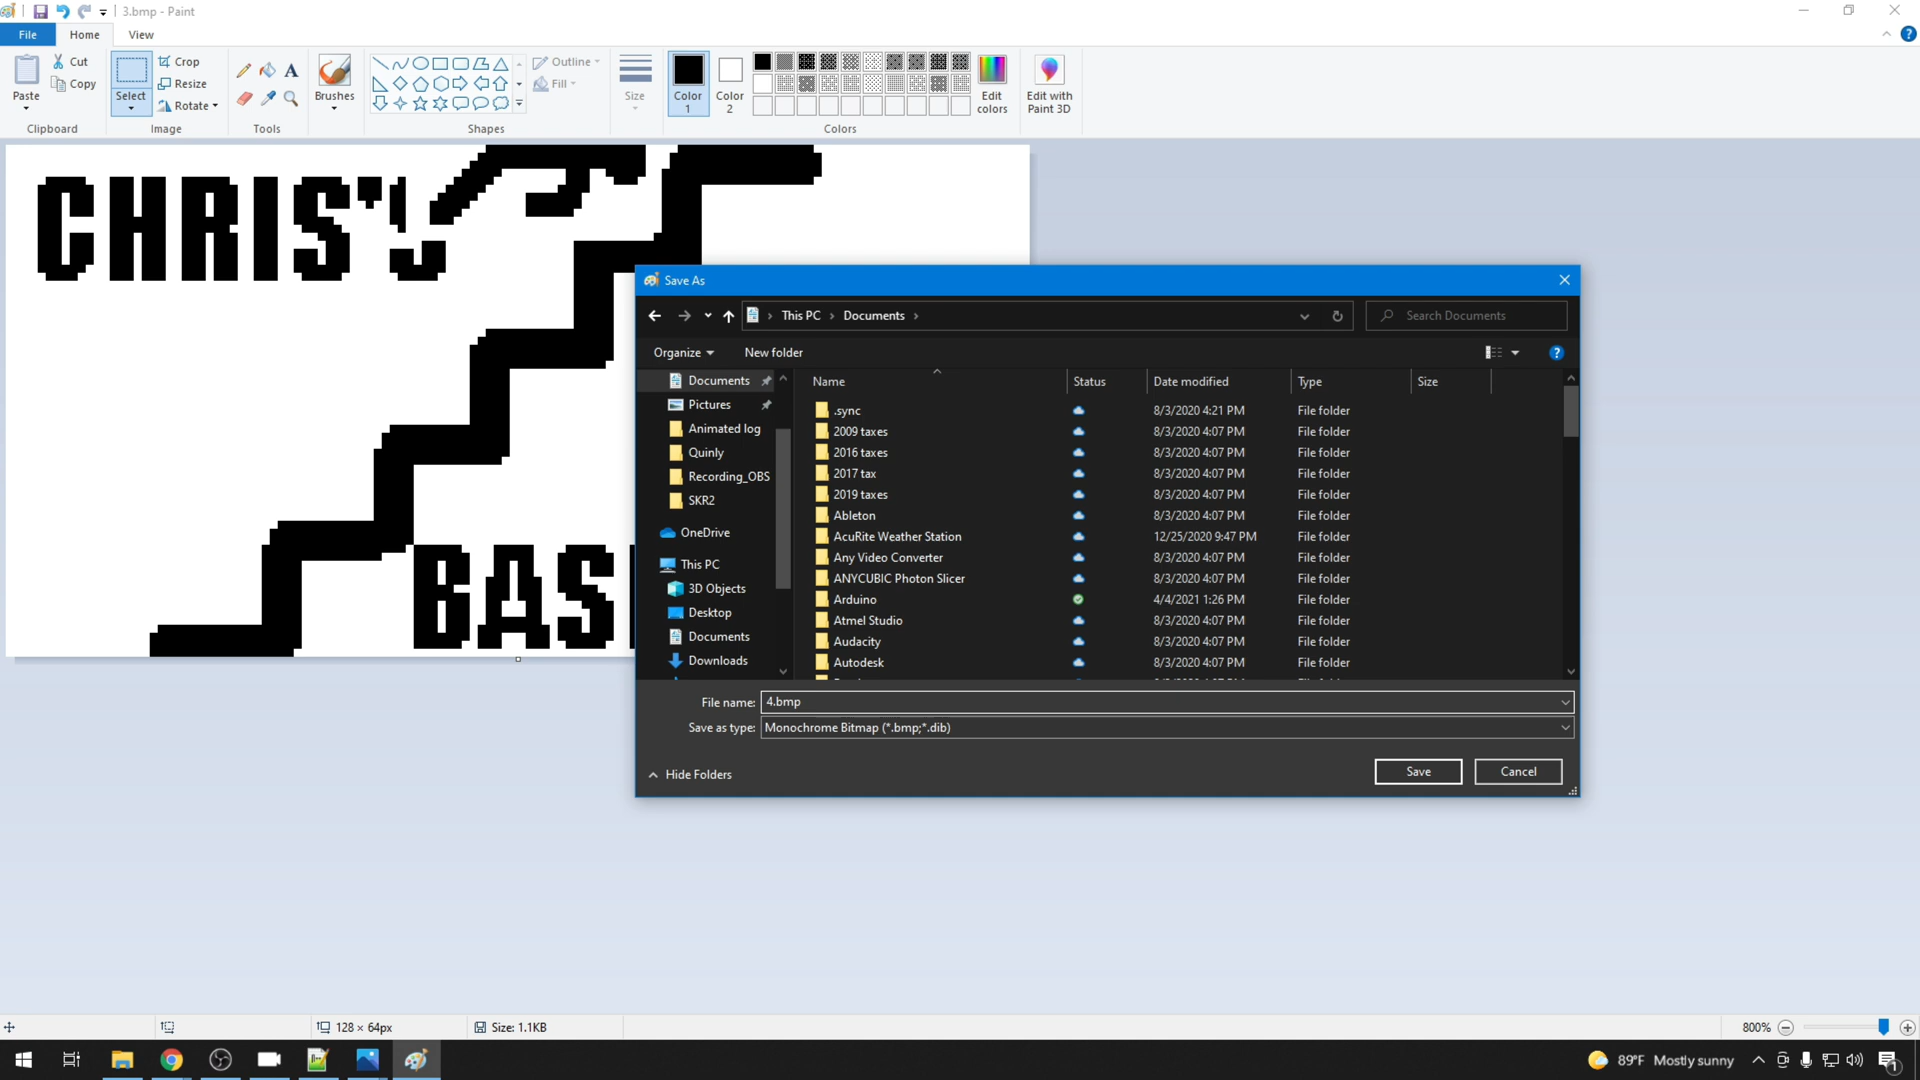 3.bmp - Paint
File
Home
View
Paste
Cut
Copy
Clipboard
Select
Crop
Resize
Rotate
Image
A
Tools
Brushes
Shapes
Outline
Fill
Size
Color 1
Color 2
Edit colors
Colors
Edit with Paint 3D
CHRIS'
BAS
Save As
This PC
Documents
Search Documents
Organize
New folder
Documents
Pictures
Animated log
Quinly
Recording_OBS
SKR2
OneDrive
This PC
3D Objects
Desktop
Documents
Downloads
Name Status Date modified Type Size
.sync 8/3/2020 4:21 PM File folder
2009 taxes 8/3/2020 4:07 PM File folder
2016 taxes 8/3/2020 4:07 PM File folder
2017 tax 8/3/2020 4:07 PM File folder
2019 taxes 8/3/2020 4:07 PM File folder
Ableton 8/3/2020 4:07 PM File folder
AcuRite Weather Station 12/25/2020 9:47 PM File folder
Any Video Converter 8/3/2020 4:07 PM File folder
ANYCUBIC Photon Slicer 8/3/2020 4:07 PM File folder
Arduino 4/4/2021 1:26 PM File folder
Atmel Studio 8/3/2020 4:07 PM File folder
Audacity 8/3/2020 4:07 PM File folder
Autodesk 8/3/2020 4:07 PM File folder
File name: 4.bmp
Save as type: Monochrome Bitmap (*.bmp;*.dib)
Hide Folders
Save
Cancel
128 × 64px
Size: 1.1KB
800%
89°F Mostly sunny
1